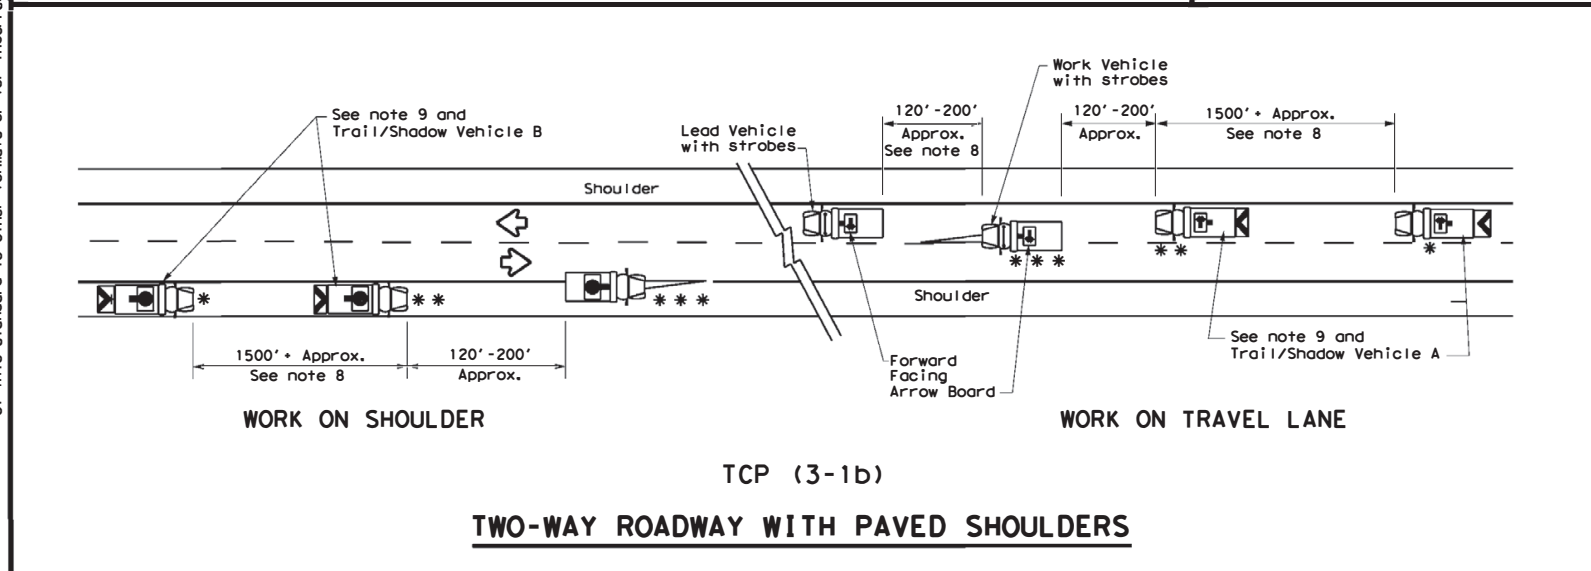 Work Vehicle
with strobes
See note 9 and
Trail/Shadow Vehicle B
Lead Vehicle
with strobes
120'-200'
Approx.
See note 8
120'-200'
Approx.
1500'+ Approx.
See note 8
Shoulder
*
* *
* * *
* * *
* *
*
Shoulder
1500'+ Approx.
See note 8
120'-200'
Approx.
Forward
Facing
Arrow Board
See note 9 and
Trail/Shadow Vehicle A
WORK ON SHOULDER
WORK ON TRAVEL LANE
TCP (3-1b)
TWO-WAY ROADWAY WITH PAVED SHOULDERS